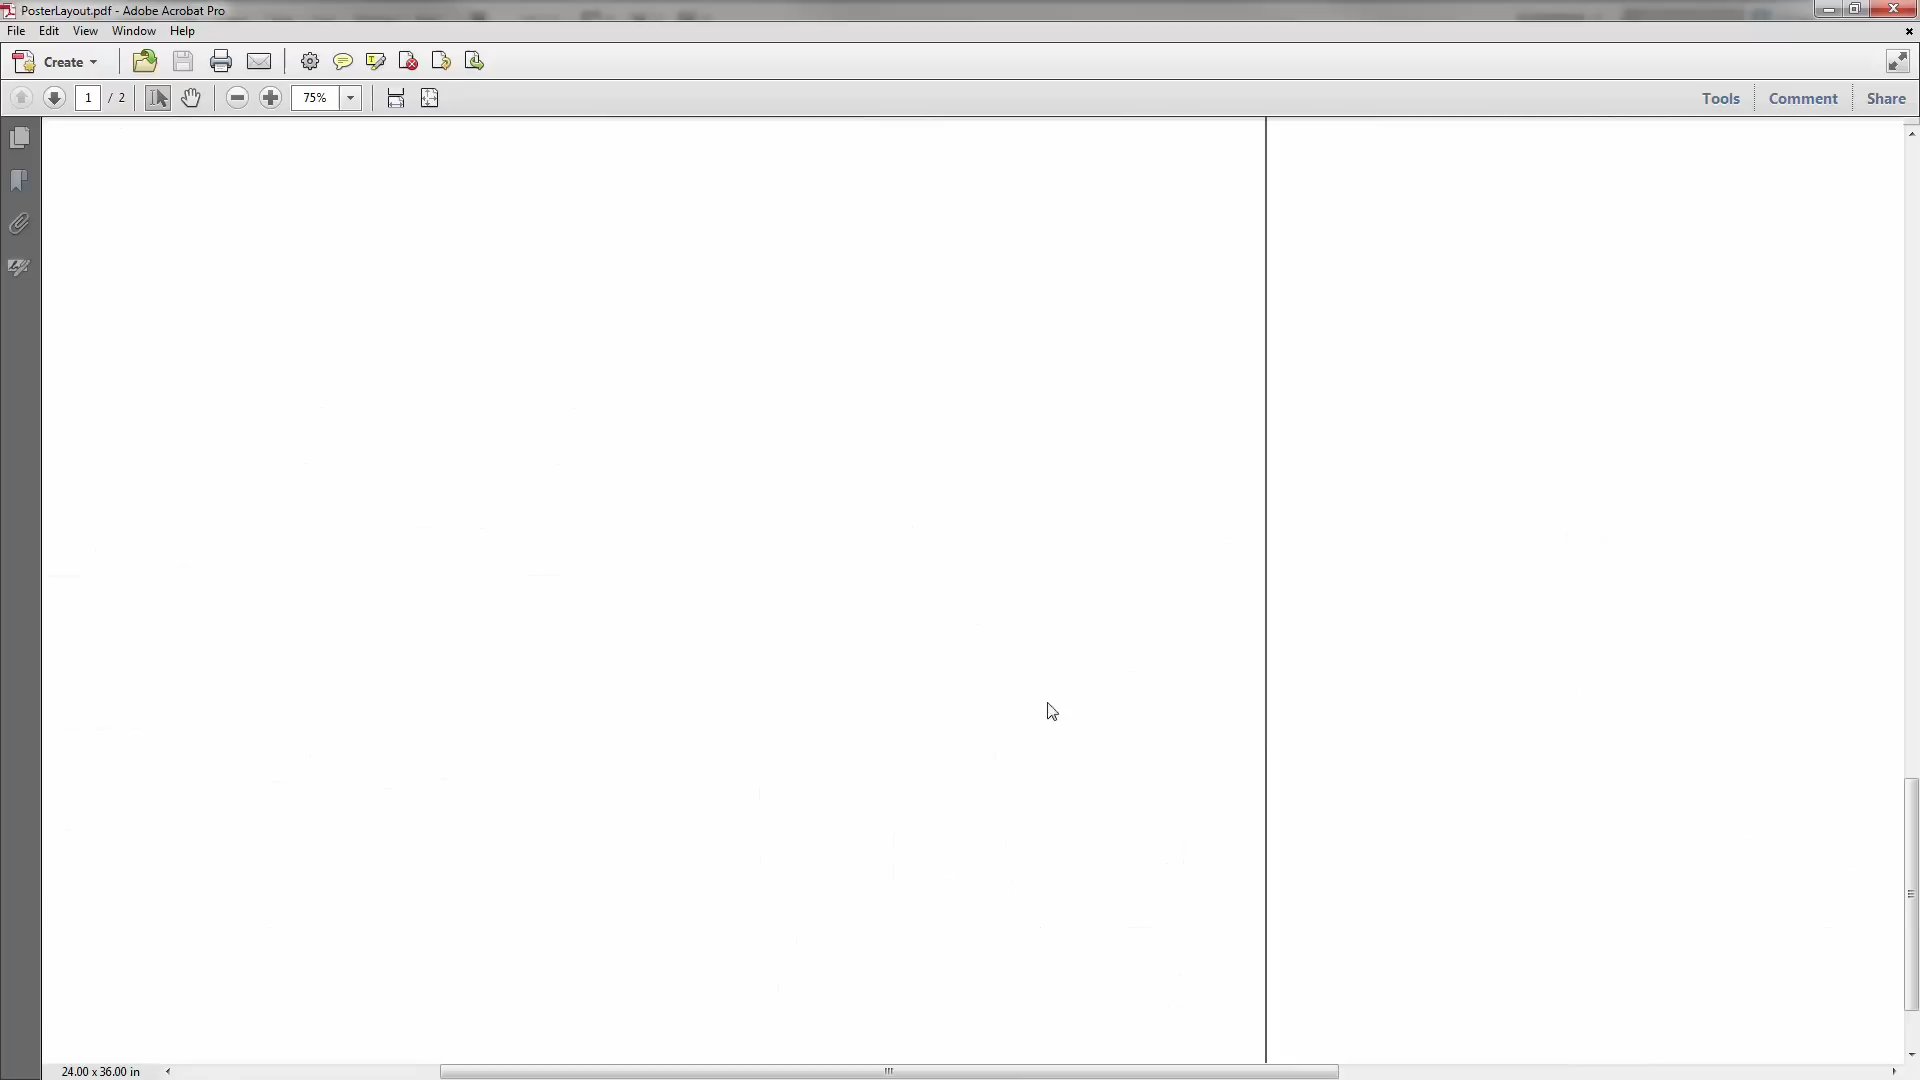 PosterLayout.pdf - Adobe Acrobat Pro
File Edit View Window Help
Create
1 / 2 75% Tools Comment Share
24.00 x 36.00 in